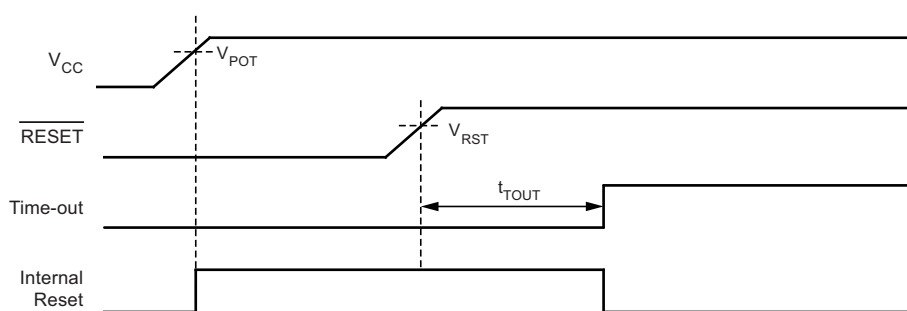 V_CC
V_POT
RESET
V_RST
t_TOUT
Time-out
Internal
Reset